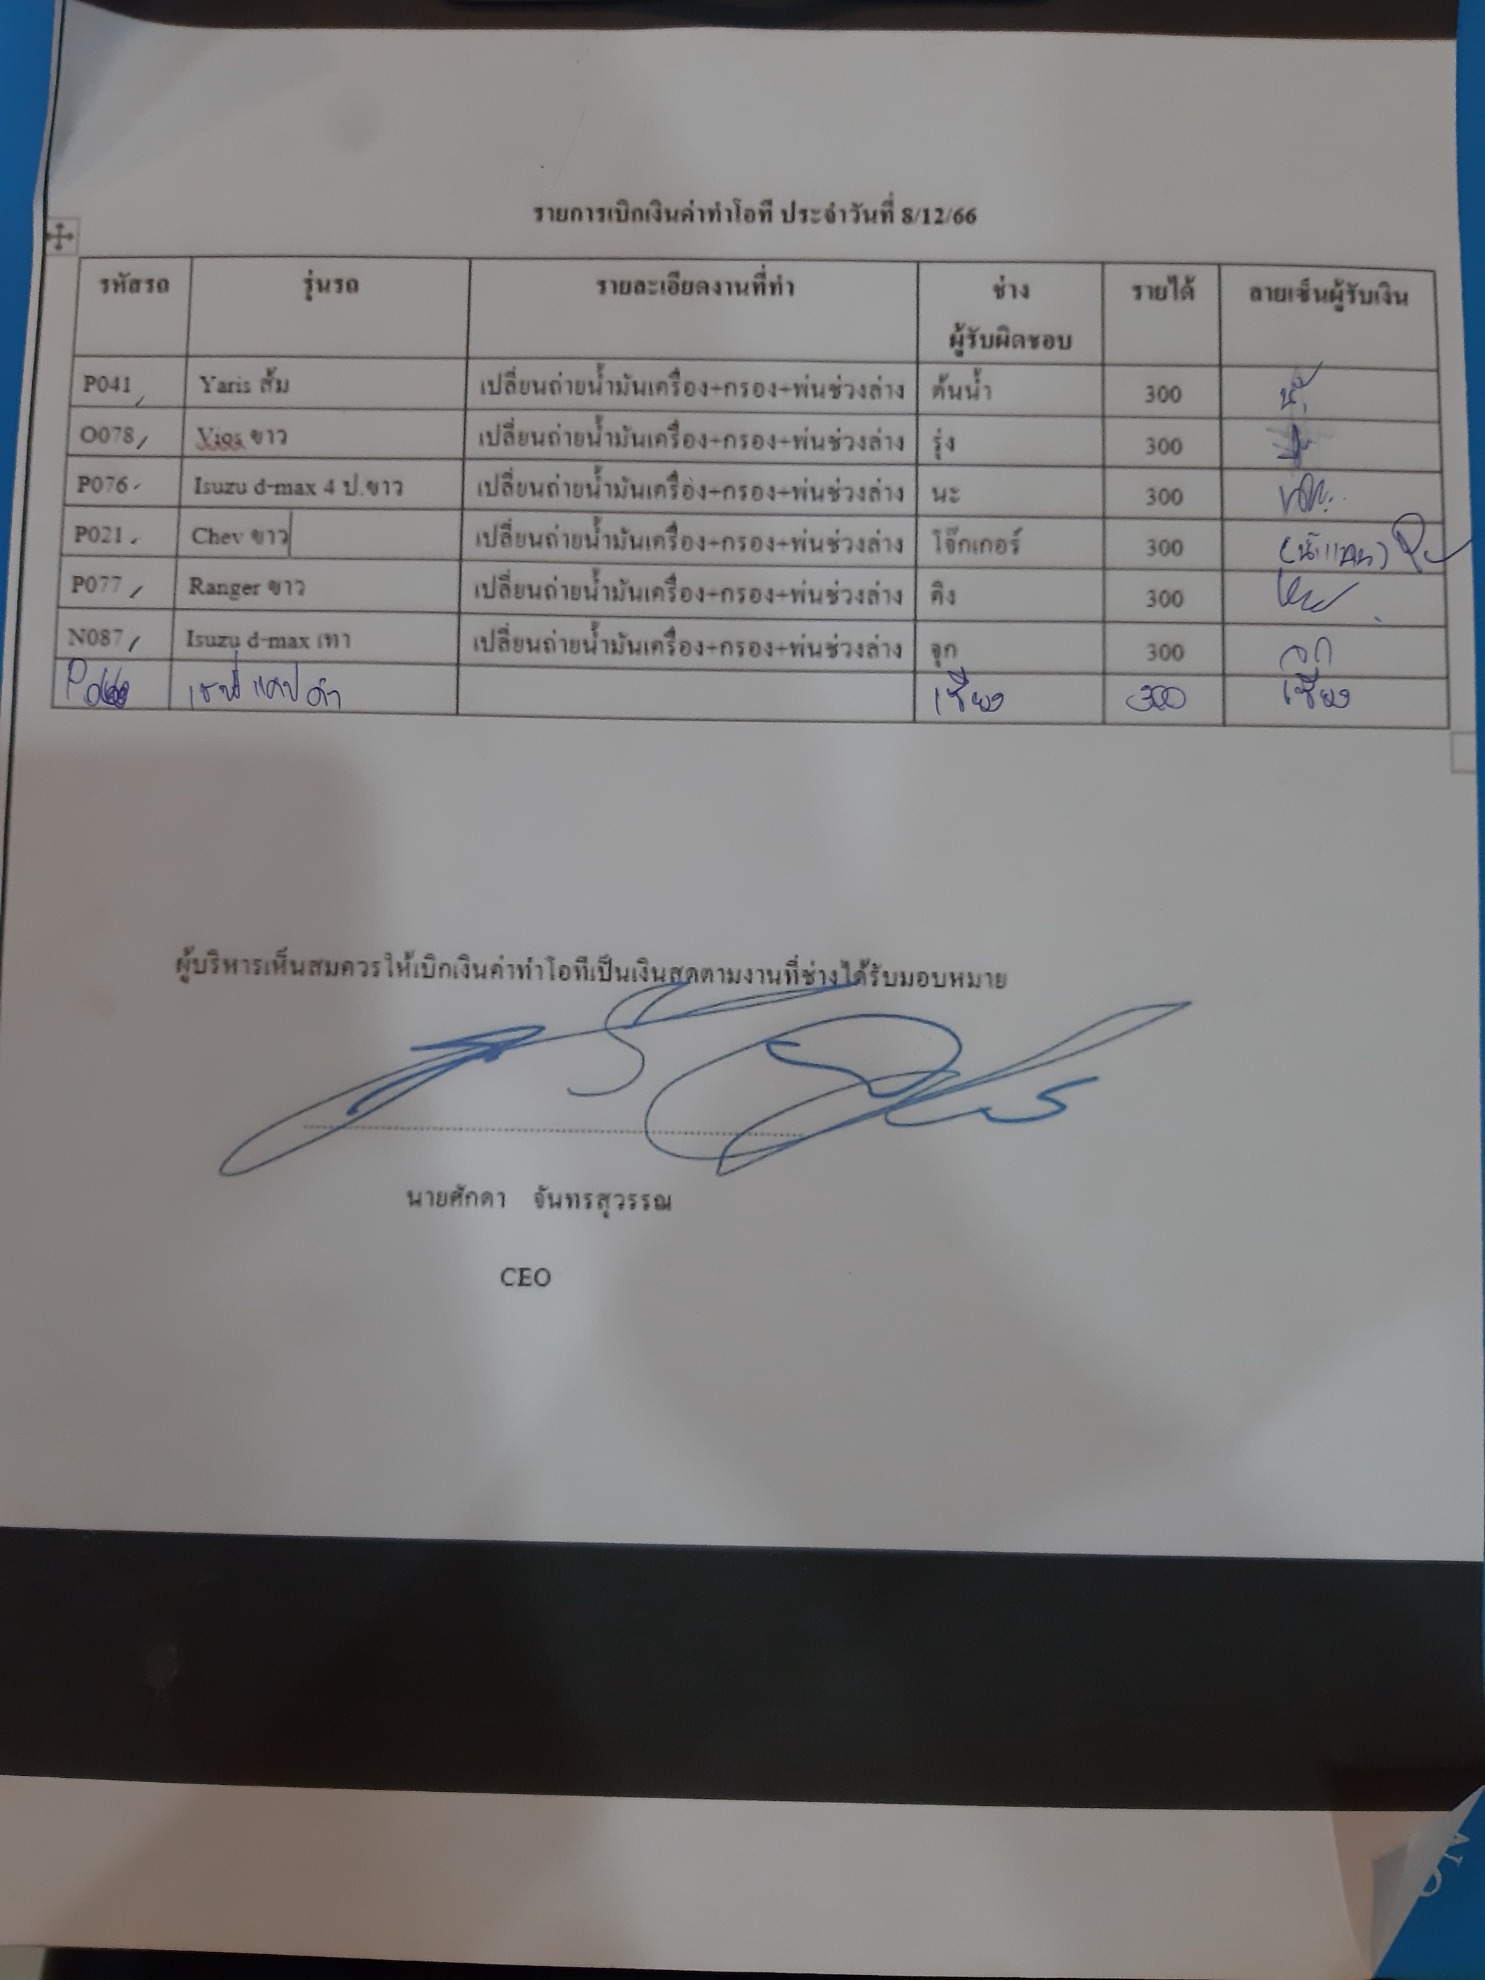 รายการเบิกเงินค่าทำโอที ประจำวันที่ 8/12/66
รหัสรถ รุ่นรถ รายละเอียดงานที่ทำ ช่าง ผู้รับผิดชอบ รายได้ ลายเซ็นผู้รับเงิน
P041 Yaris ส้ม เปลี่ยนถ่ายน้ำมันเครื่อง+กรอง+พ่นช่วงล่าง ต้นน้ำ 300
O078 Vigs ขาว เปลี่ยนถ่ายน้ำมันเครื่อง+กรอง+พ่นช่วงล่าง รุ่ง 300
P076 Isuzu d-max 4 ป.ขาว เปลี่ยนถ่ายน้ำมันเครื่อง+กรอง+พ่นช่วงล่าง นะ 300
P021 Chev ขาว เปลี่ยนถ่ายน้ำมันเครื่อง+กรอง+พ่นช่วงล่าง โจ๊กเกอร์ 300
P077 Ranger ขาว เปลี่ยนถ่ายน้ำมันเครื่อง+กรอง+พ่นช่วงล่าง คิง 300
N087 Isuzu d-max เทา เปลี่ยนถ่ายน้ำมันเครื่อง+กรอง+พ่นช่วงล่าง จุก 300 จุก
เชียง 300 เชียง
ผู้บริหารเห็นสมควรให้เบิกเงินค่าทำโอทีเป็นเงินสดตามงานที่ช่างได้รับมอบหมาย
นายศักดา จันทรสุวรรณ
CEO